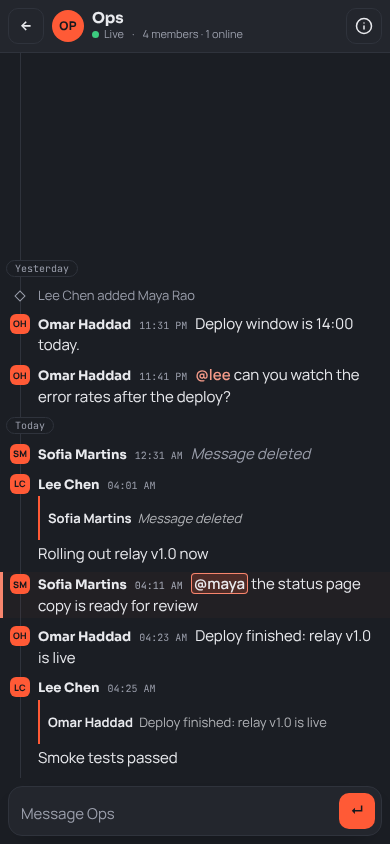 OP
Ops
Live · 4 members · 1 online
Yesterday
Lee Chen added Maya Rao
OH Omar Haddad 11:31 PM Deploy window is 14:00
today.
OH Omar Haddad 11:41 PM @lee can you watch the
error rates after the deploy?
Today
SM Sofia Martins 12:31 AM Message deleted
LC Lee Chen 04:01 AM
Sofia Martins Message deleted
Rolling out relay v1.0 now
SM Sofia Martins 04:11 AM @maya the status page
copy is ready for review
OH Omar Haddad 04:23 AM Deploy finished: relay v1.0
is live
LC Lee Chen 04:25 AM
Omar Haddad Deploy finished: relay v1.0 is live
Smoke tests passed
Message Ops